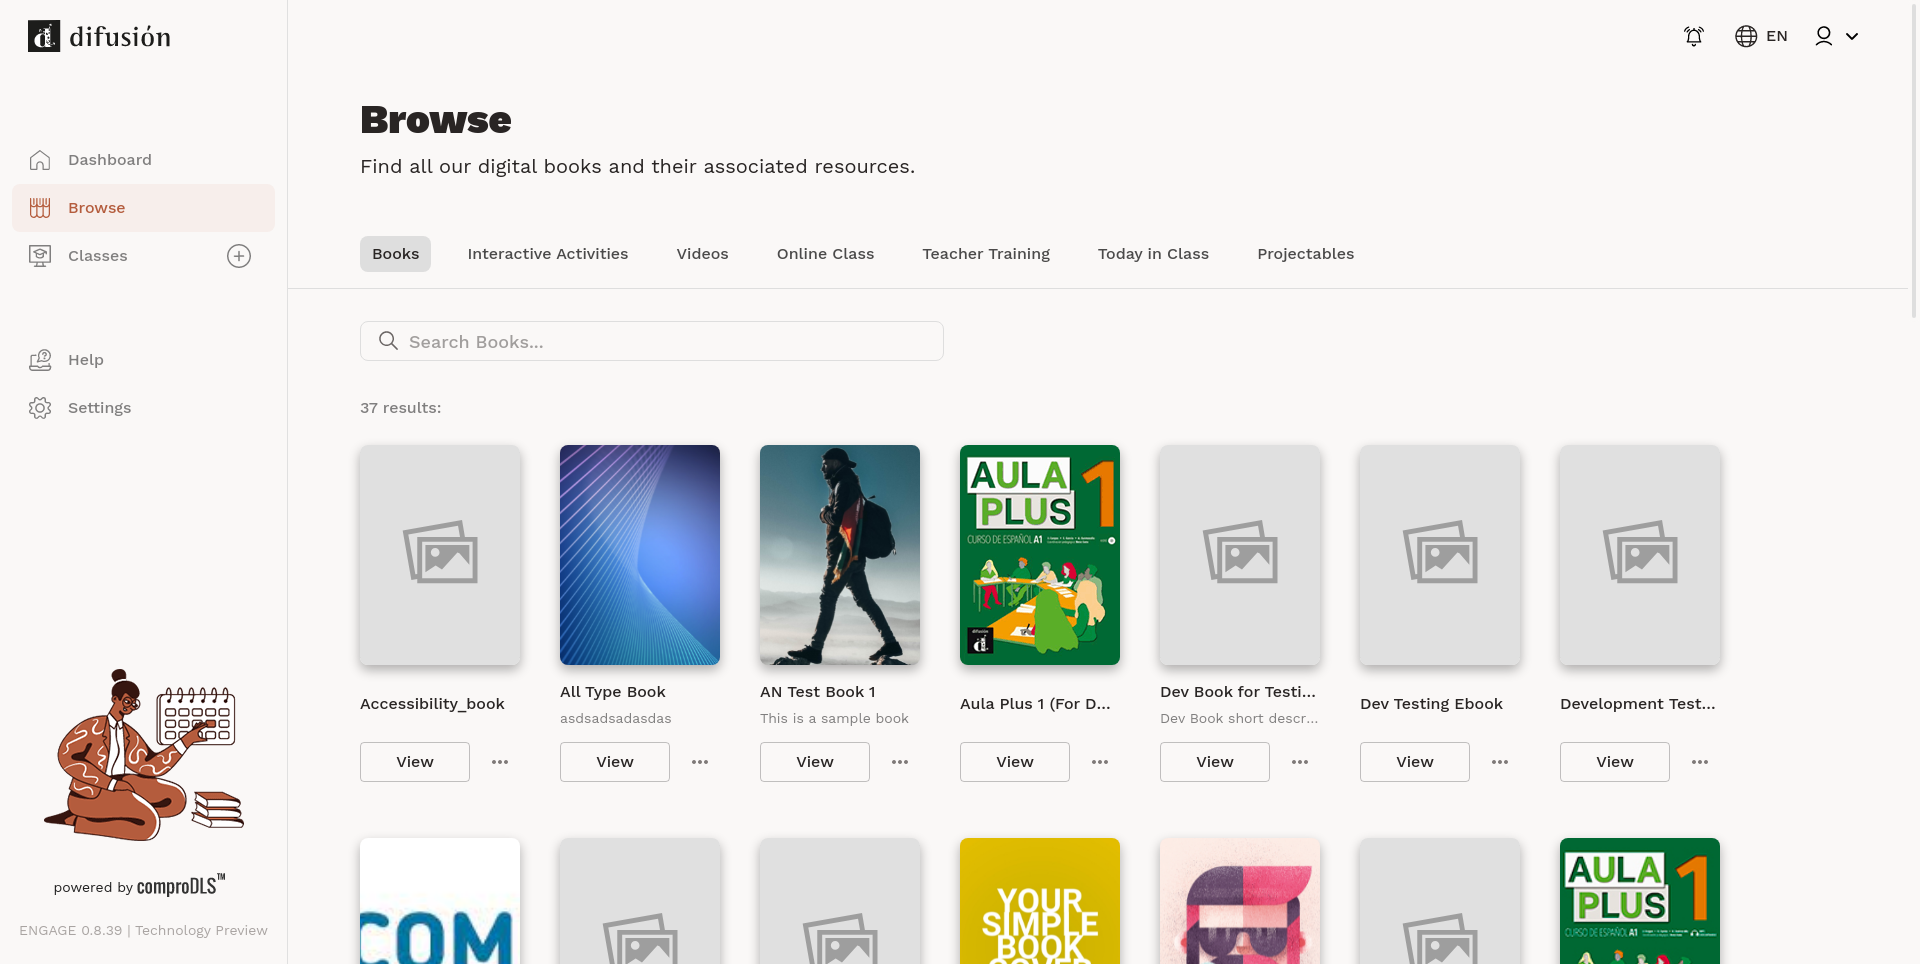 difusión
EN
Browse
Find all our digital books and their associated resources.
Dashboard
Browse
Classes
Help
Settings
Books
Interactive Activities
Videos
Online Class
Teacher Training
Today in Class
Projectables
Search Books...
37 results:
AULA
PLUS 1
CURSO DE ESPAÑOL A1
difusión
Accessibility_book
All Type Book
asdsadsadasdas
AN Test Book 1
This is a sample book
Aula Plus 1 (For D...
Dev Book for Testi...
Dev Book short descr...
Dev Testing Ebook
Development Test...
View
View
View
View
View
View
View
COM
YOUR
SIMPLE
BOOK
COVER
AULA
PLUS 1
CURSO DE ESPAÑOL A1
powered by comproDLS™
ENGAGE 0.8.39 | Technology Preview